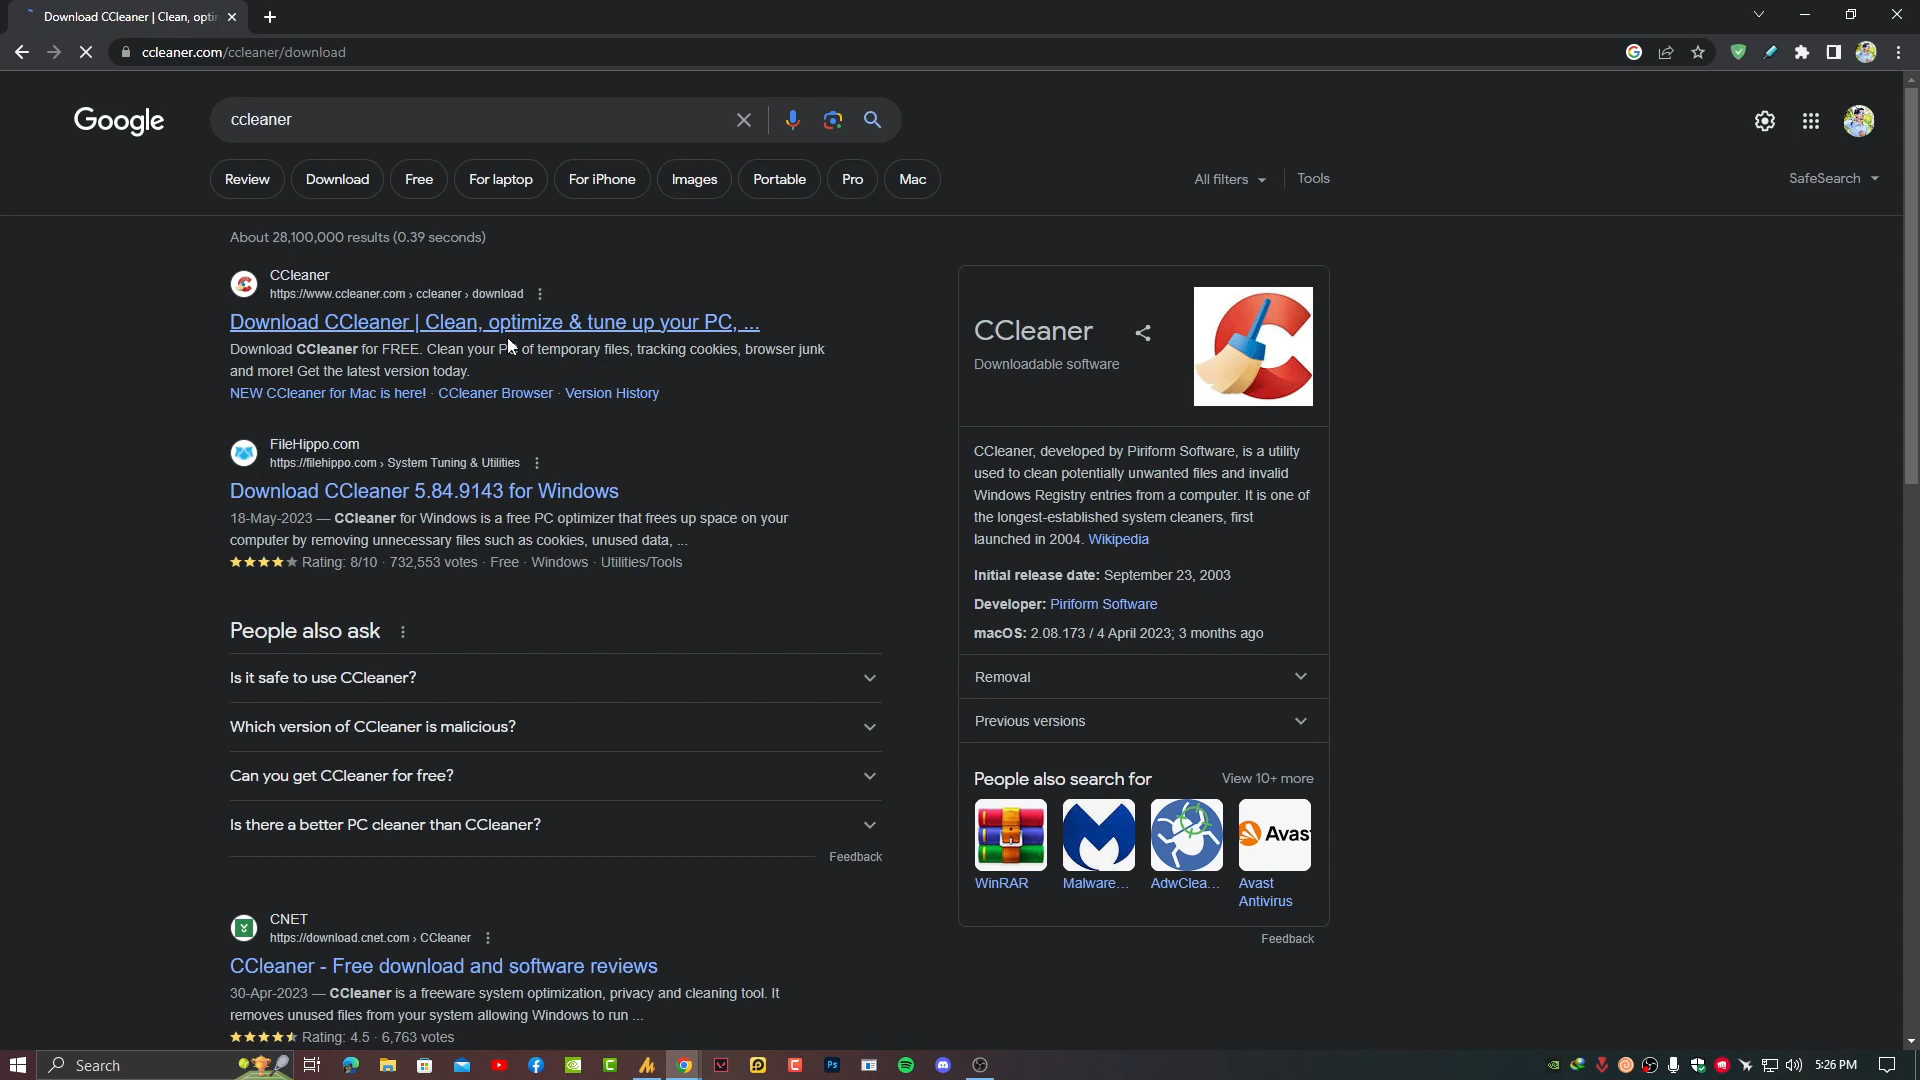 Download CCleaner | Clean, opti
ccleaner.com/ccleaner/download
Google
ccleaner
Review
Download
Free
For laptop
For iPhone
Images
Portable
Pro
Mac
All filters
Tools
SafeSearch
About 28,100,000 results (0.39 seconds)
CCleaner
https://www.ccleaner.com › ccleaner › download
Download CCleaner | Clean, optimize & tune up your PC, ...
Download CCleaner for FREE. Clean your PC of temporary files, tracking cookies, browser junk
and more! Get the latest version today.
NEW CCleaner for Mac is here! · CCleaner Browser · Version History
FileHippo.com
https://filehippo.com › System Tuning & Utilities
Download CCleaner 5.84.9143 for Windows
18-May-2023 — CCleaner for Windows is a free PC optimizer that frees up space on your
computer by removing unnecessary files such as cookies, unused data, ...
Rating: 8/10 · 732,553 votes · Free · Windows · Utilities/Tools
People also ask
Is it safe to use CCleaner?
Which version of CCleaner is malicious?
Can you get CCleaner for free?
Is there a better PC cleaner than CCleaner?
Feedback
CNET
https://download.cnet.com › CCleaner
CCleaner - Free download and software reviews
30-Apr-2023 — CCleaner is a freeware system optimization, privacy and cleaning tool. It
removes unused files from your system allowing Windows to run ...
Rating: 4.5 · 6,763 votes
CCleaner
Downloadable software
CCleaner, developed by Piriform Software, is a utility
used to clean potentially unwanted files and invalid
Windows Registry entries from a computer. It is one of
the longest-established system cleaners, first
launched in 2004. Wikipedia
Initial release date: September 23, 2003
Developer: Piriform Software
macOS: 2.08.173 / 4 April 2023; 3 months ago
Removal
Previous versions
People also search for
View 10+ more
Avast
WinRAR
Malware...
AdwClea...
Avast
Antivirus
Feedback
Search
Ps
5:26 PM